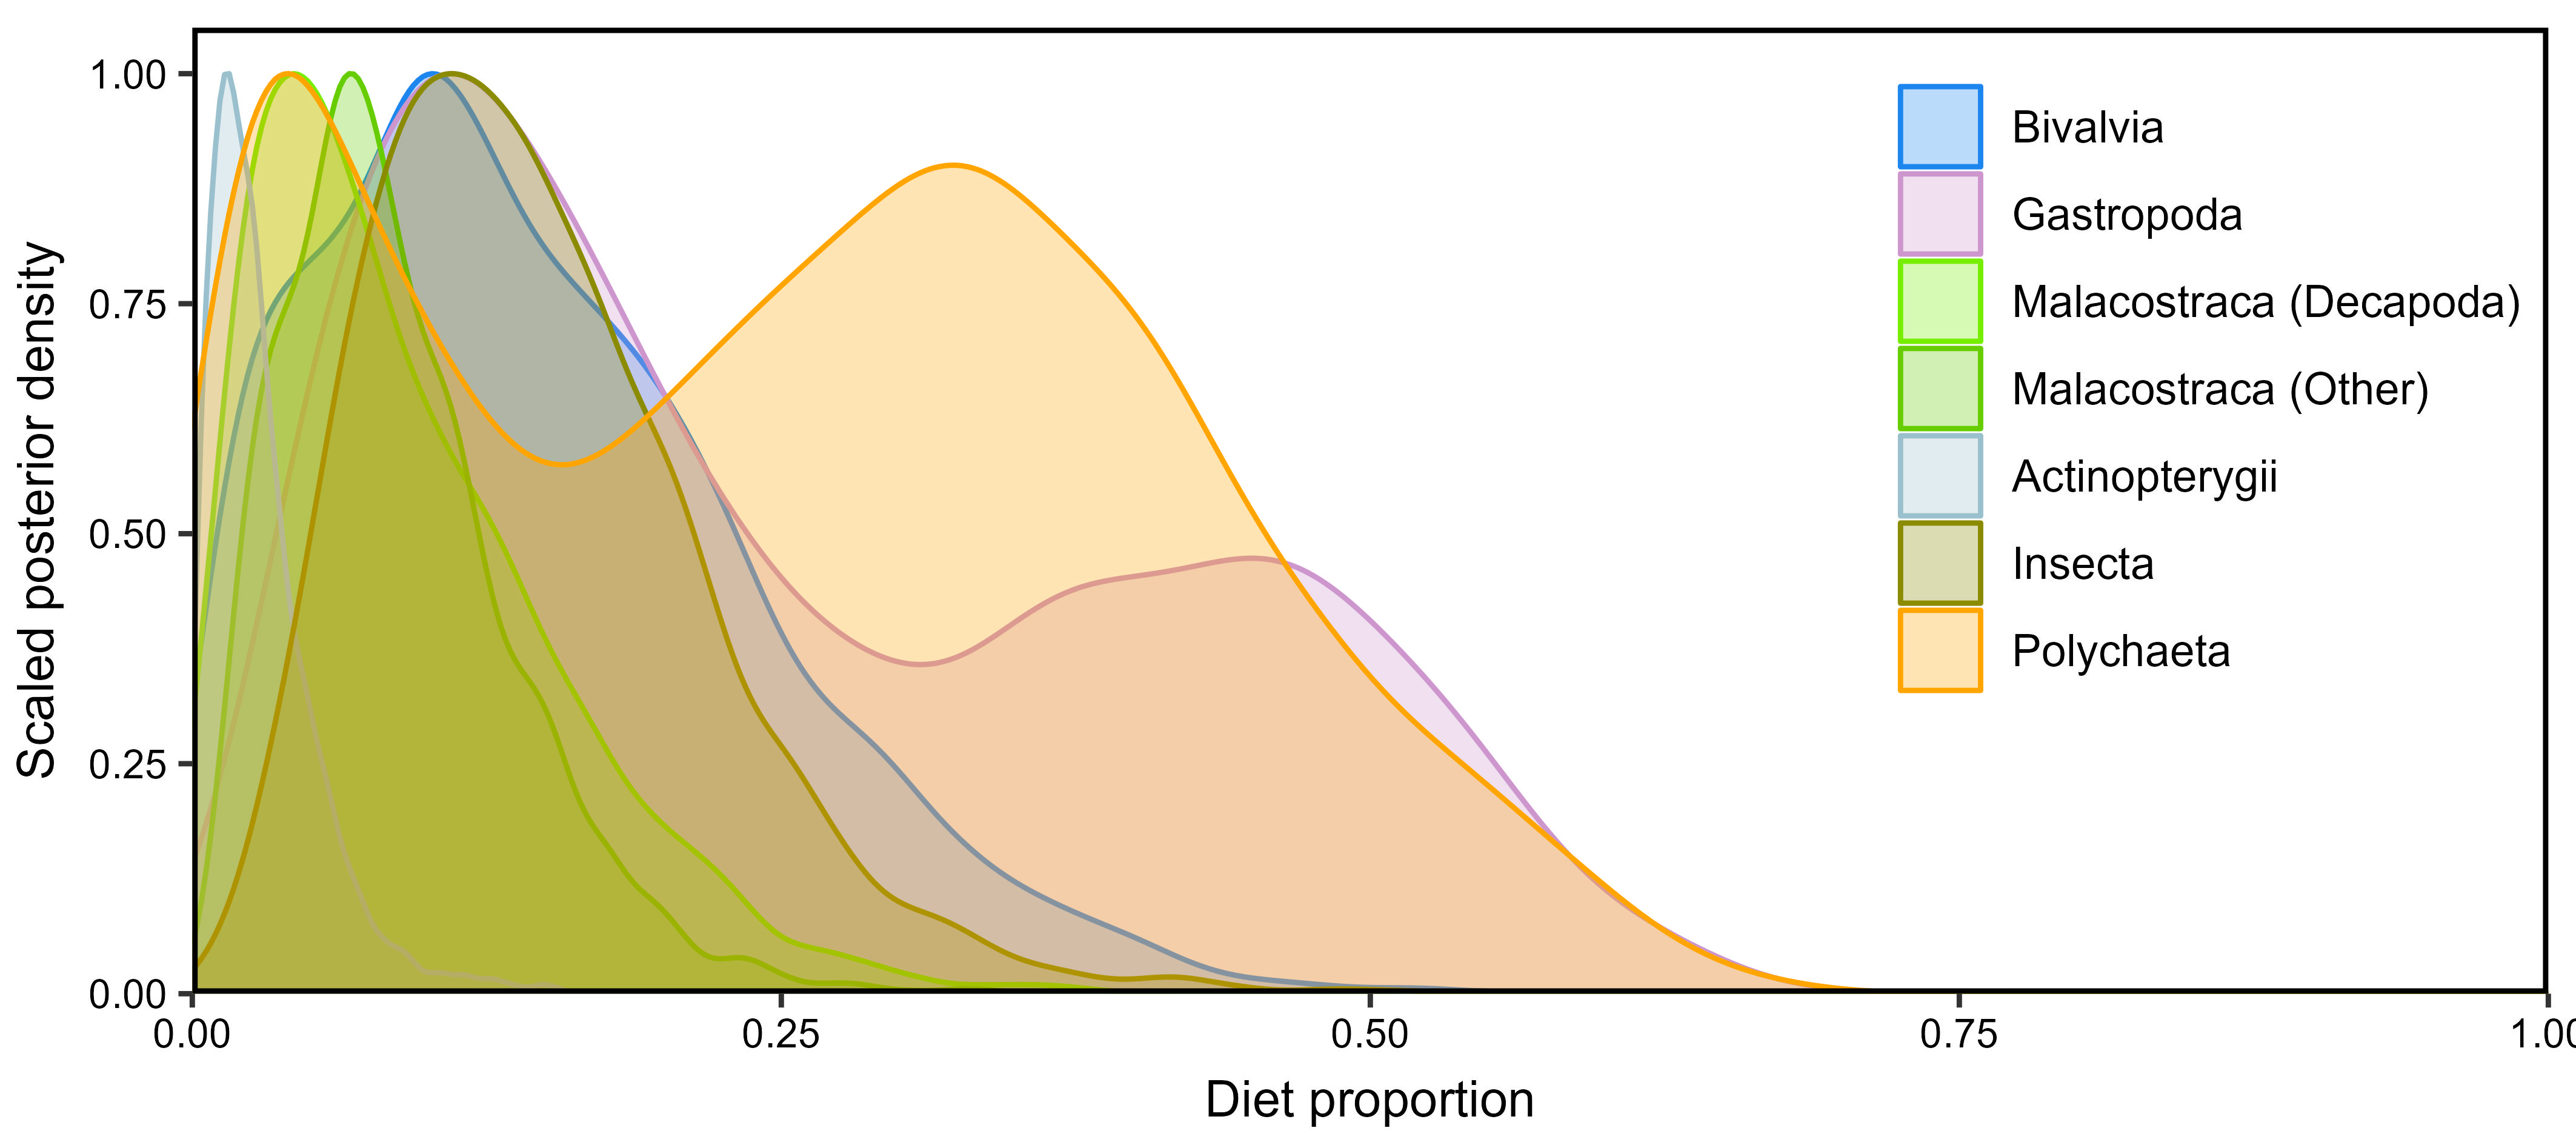 Scaled posterior density
1.00
0.75
0.50
0.25
0.00
0.00
0.25
0.50
0.75
1.00
Diet proportion
Bivalvia
Gastropoda
Malacostraca (Decapoda)
Malacostraca (Other)
Actinopterygii
Insecta
Polychaeta